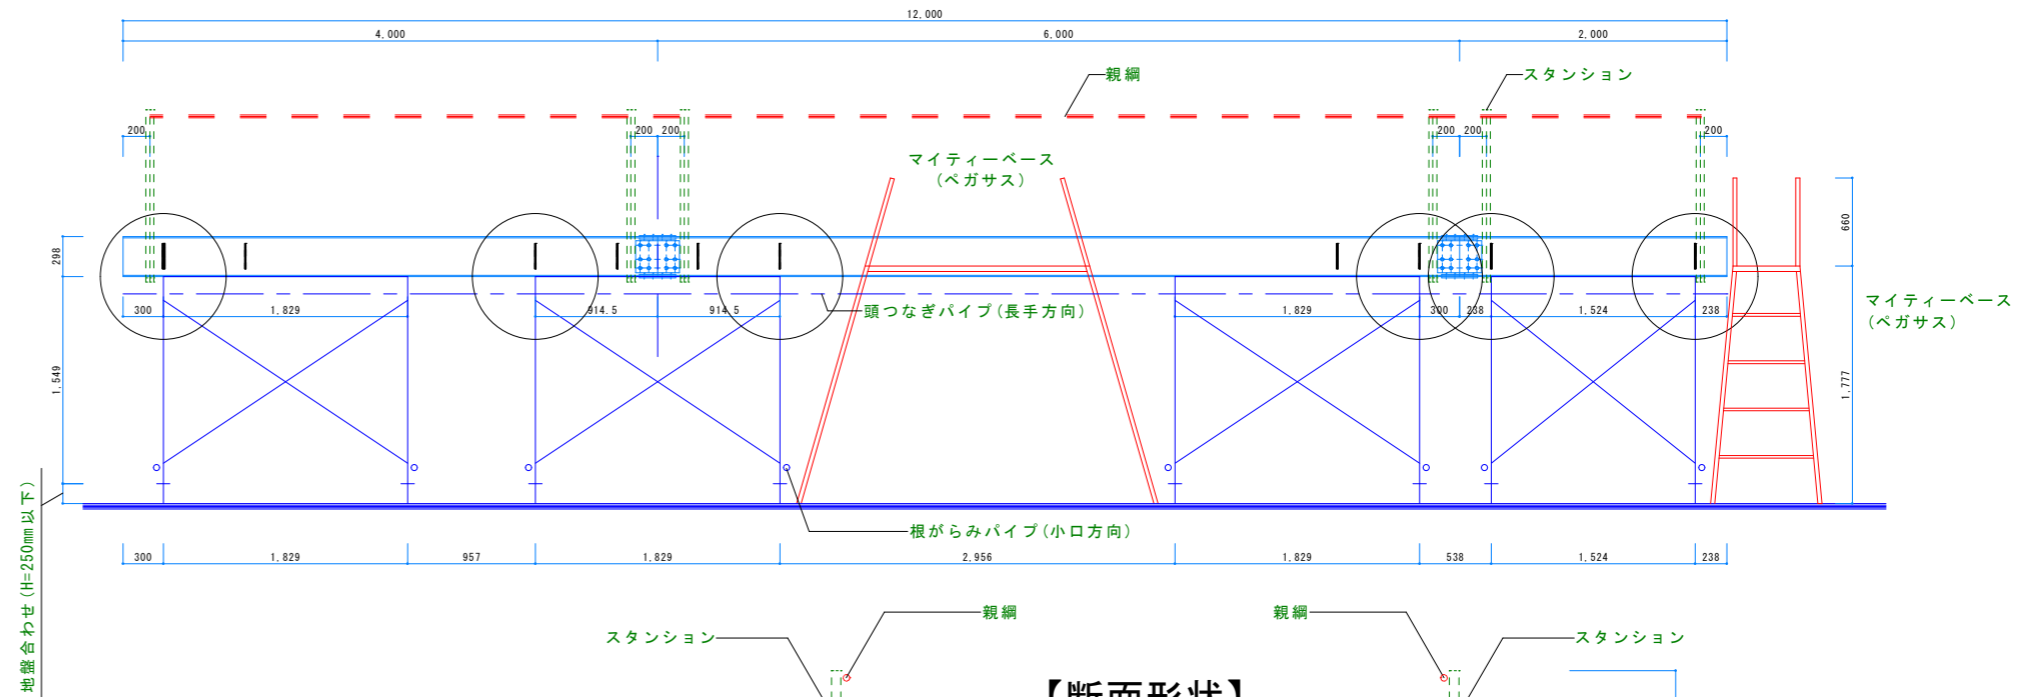 12,000
4,000
6,000
2,000
親綱
スタンション
200
200
200
200
200
200
マイティーベース
(ペガサス)
660
298
300
1,829
914.5
914.5
頭つなぎパイプ(長手方向)
1,829
300
238
1,524
238
マイティーベース
(ペガサス)
1,549
1,777
地盤合わせ(H=250mm以下)
根がらみパイプ(小口方向)
300
1,829
957
1,829
2,956
1,829
538
1,524
238
親綱
親綱
スタンション
スタンション
【断面形状】